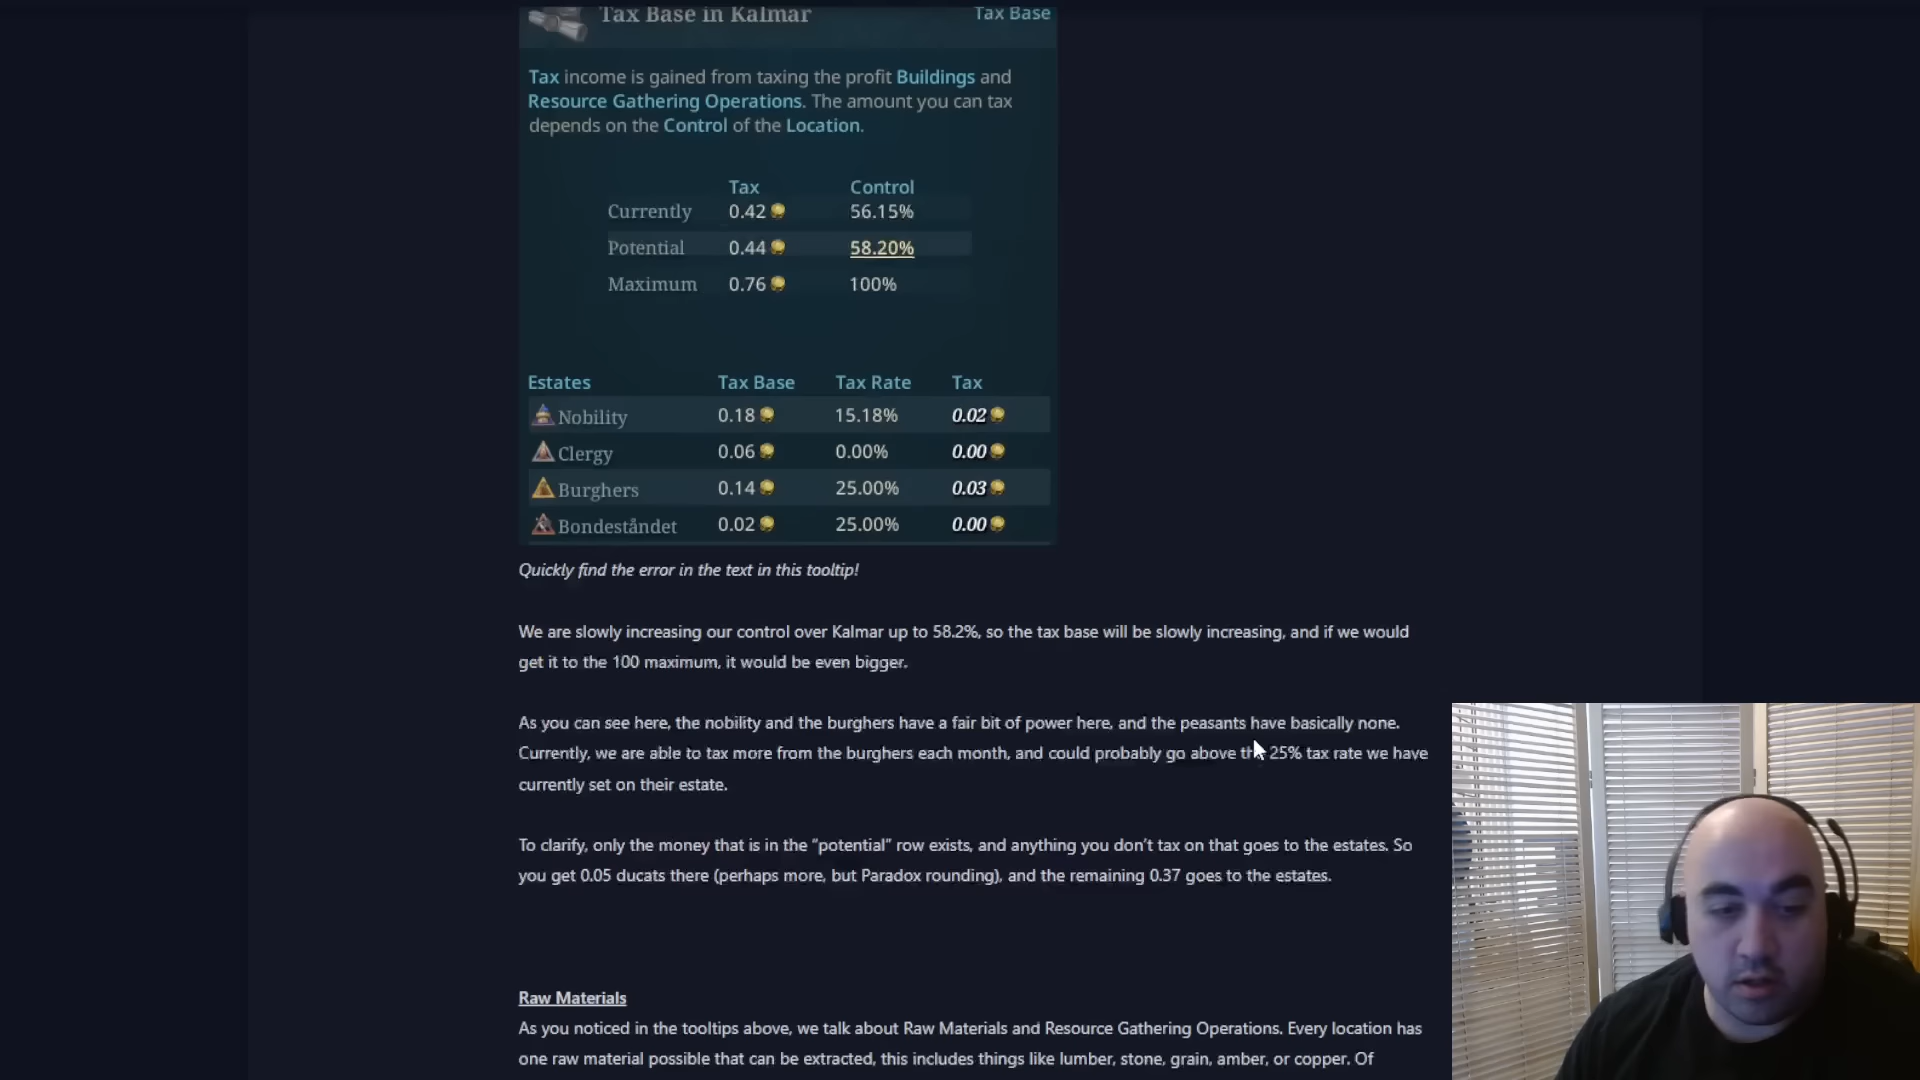 Tax Base in Kalmar Tax Base
Tax income is gained from taxing the profit Buildings and
Resource Gathering Operations. The amount you can tax
depends on the Control of the Location.
Tax Control
Currently 0.42 56.15%
Potential 0.44 58.20%
Maximum 0.76 100%
Estates Tax Base Tax Rate Tax
Nobility 0.18 15.18% 0.02
Clergy 0.06 0.00% 0.00
Burghers 0.14 25.00% 0.03
Bondeståndet 0.02 25.00% 0.00
Quickly find the error in the text in this tooltip!
We are slowly increasing our control over Kalmar up to 58.2%, so the tax base will be slowly increasing, and if we would
get it to the 100 maximum, it would be even bigger.
As you can see here, the nobility and the burghers have a fair bit of power here, and the peasants have basically none.
Currently, we are able to tax more from the burghers each month, and could probably go above the 25% tax rate we have
currently set on their estate.
To clarify, only the money that is in the “potential” row exists, and anything you don’t tax on that goes to the estates. So
you get 0.05 ducats there (perhaps more, but Paradox rounding), and the remaining 0.37 goes to the estates.
Raw Materials
As you noticed in the tooltips above, we talk about Raw Materials and Resource Gathering Operations. Every location has
one raw material possible that can be extracted, this includes things like lumber, stone, grain, amber, or copper. Of